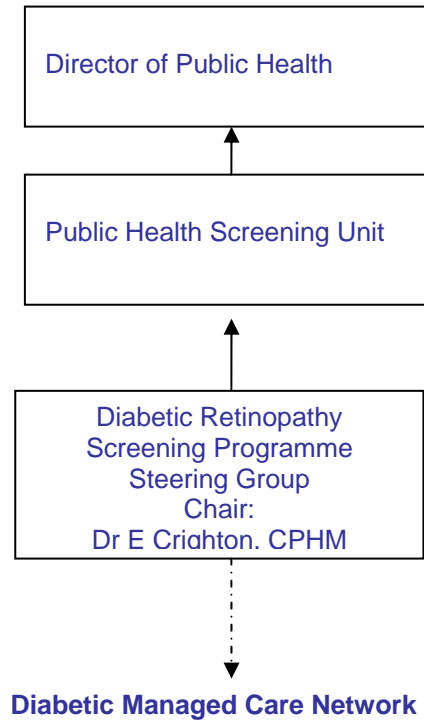 Director of Public Health
Public Health Screening Unit
Diabetic Retinopathy
Screening Programme
Steering Group
Chair:
Dr E Crighton, CPHM
Diabetic Managed Care Network